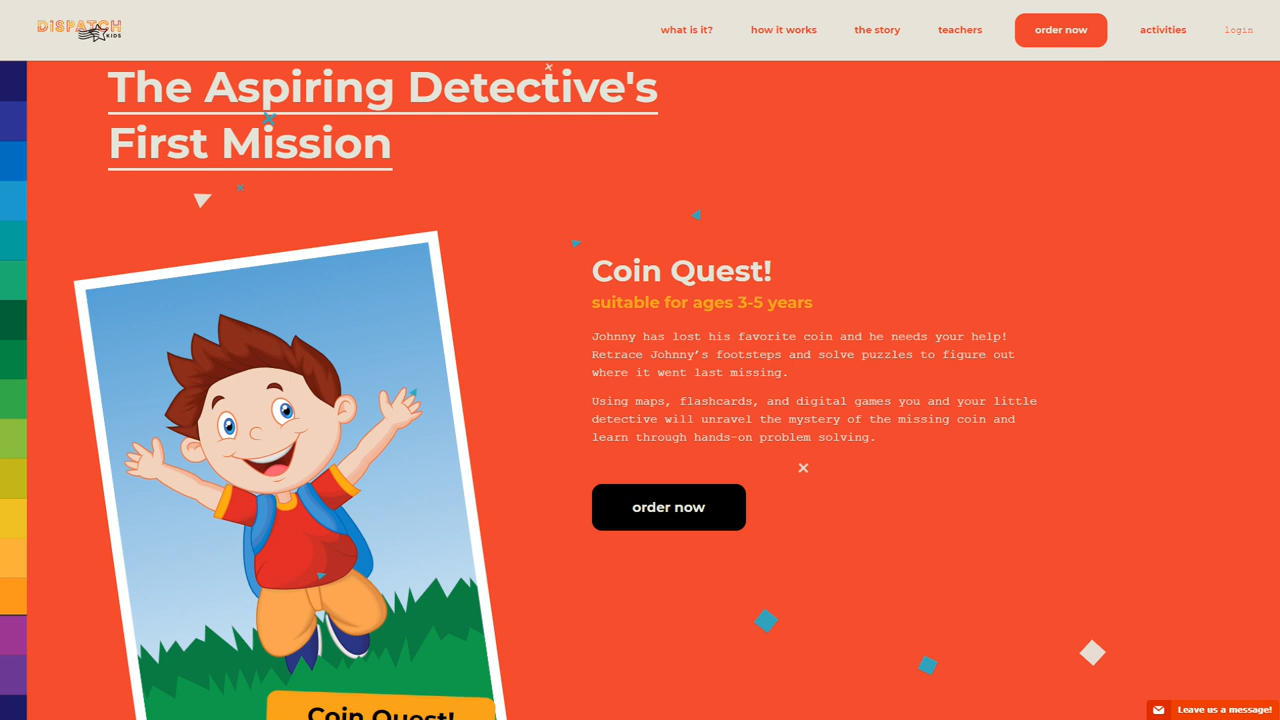 DISPATCH
KIDS
what is it?
how it works
the story
teachers
order now
activities
login
The Aspiring Detective's
First Mission
Coin Quest!
suitable for ages 3-5 years
Johnny has lost his favorite coin and he needs your help!
Retrace Johnny's footsteps and solve puzzles to figure out
where it went last missing.
Using maps, flashcards, and digital games you and your little
detective will unravel the mystery of the missing coin and
learn through hands-on problem solving.
order now
Coin Quest!
Leave us a message!